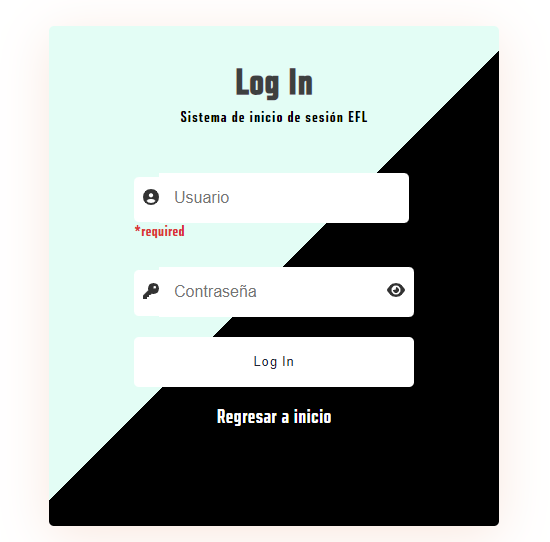 Log In
Sistema de inicio de sesión EFL
Usuario
*required
Contraseña
Log In
Regresar a inicio